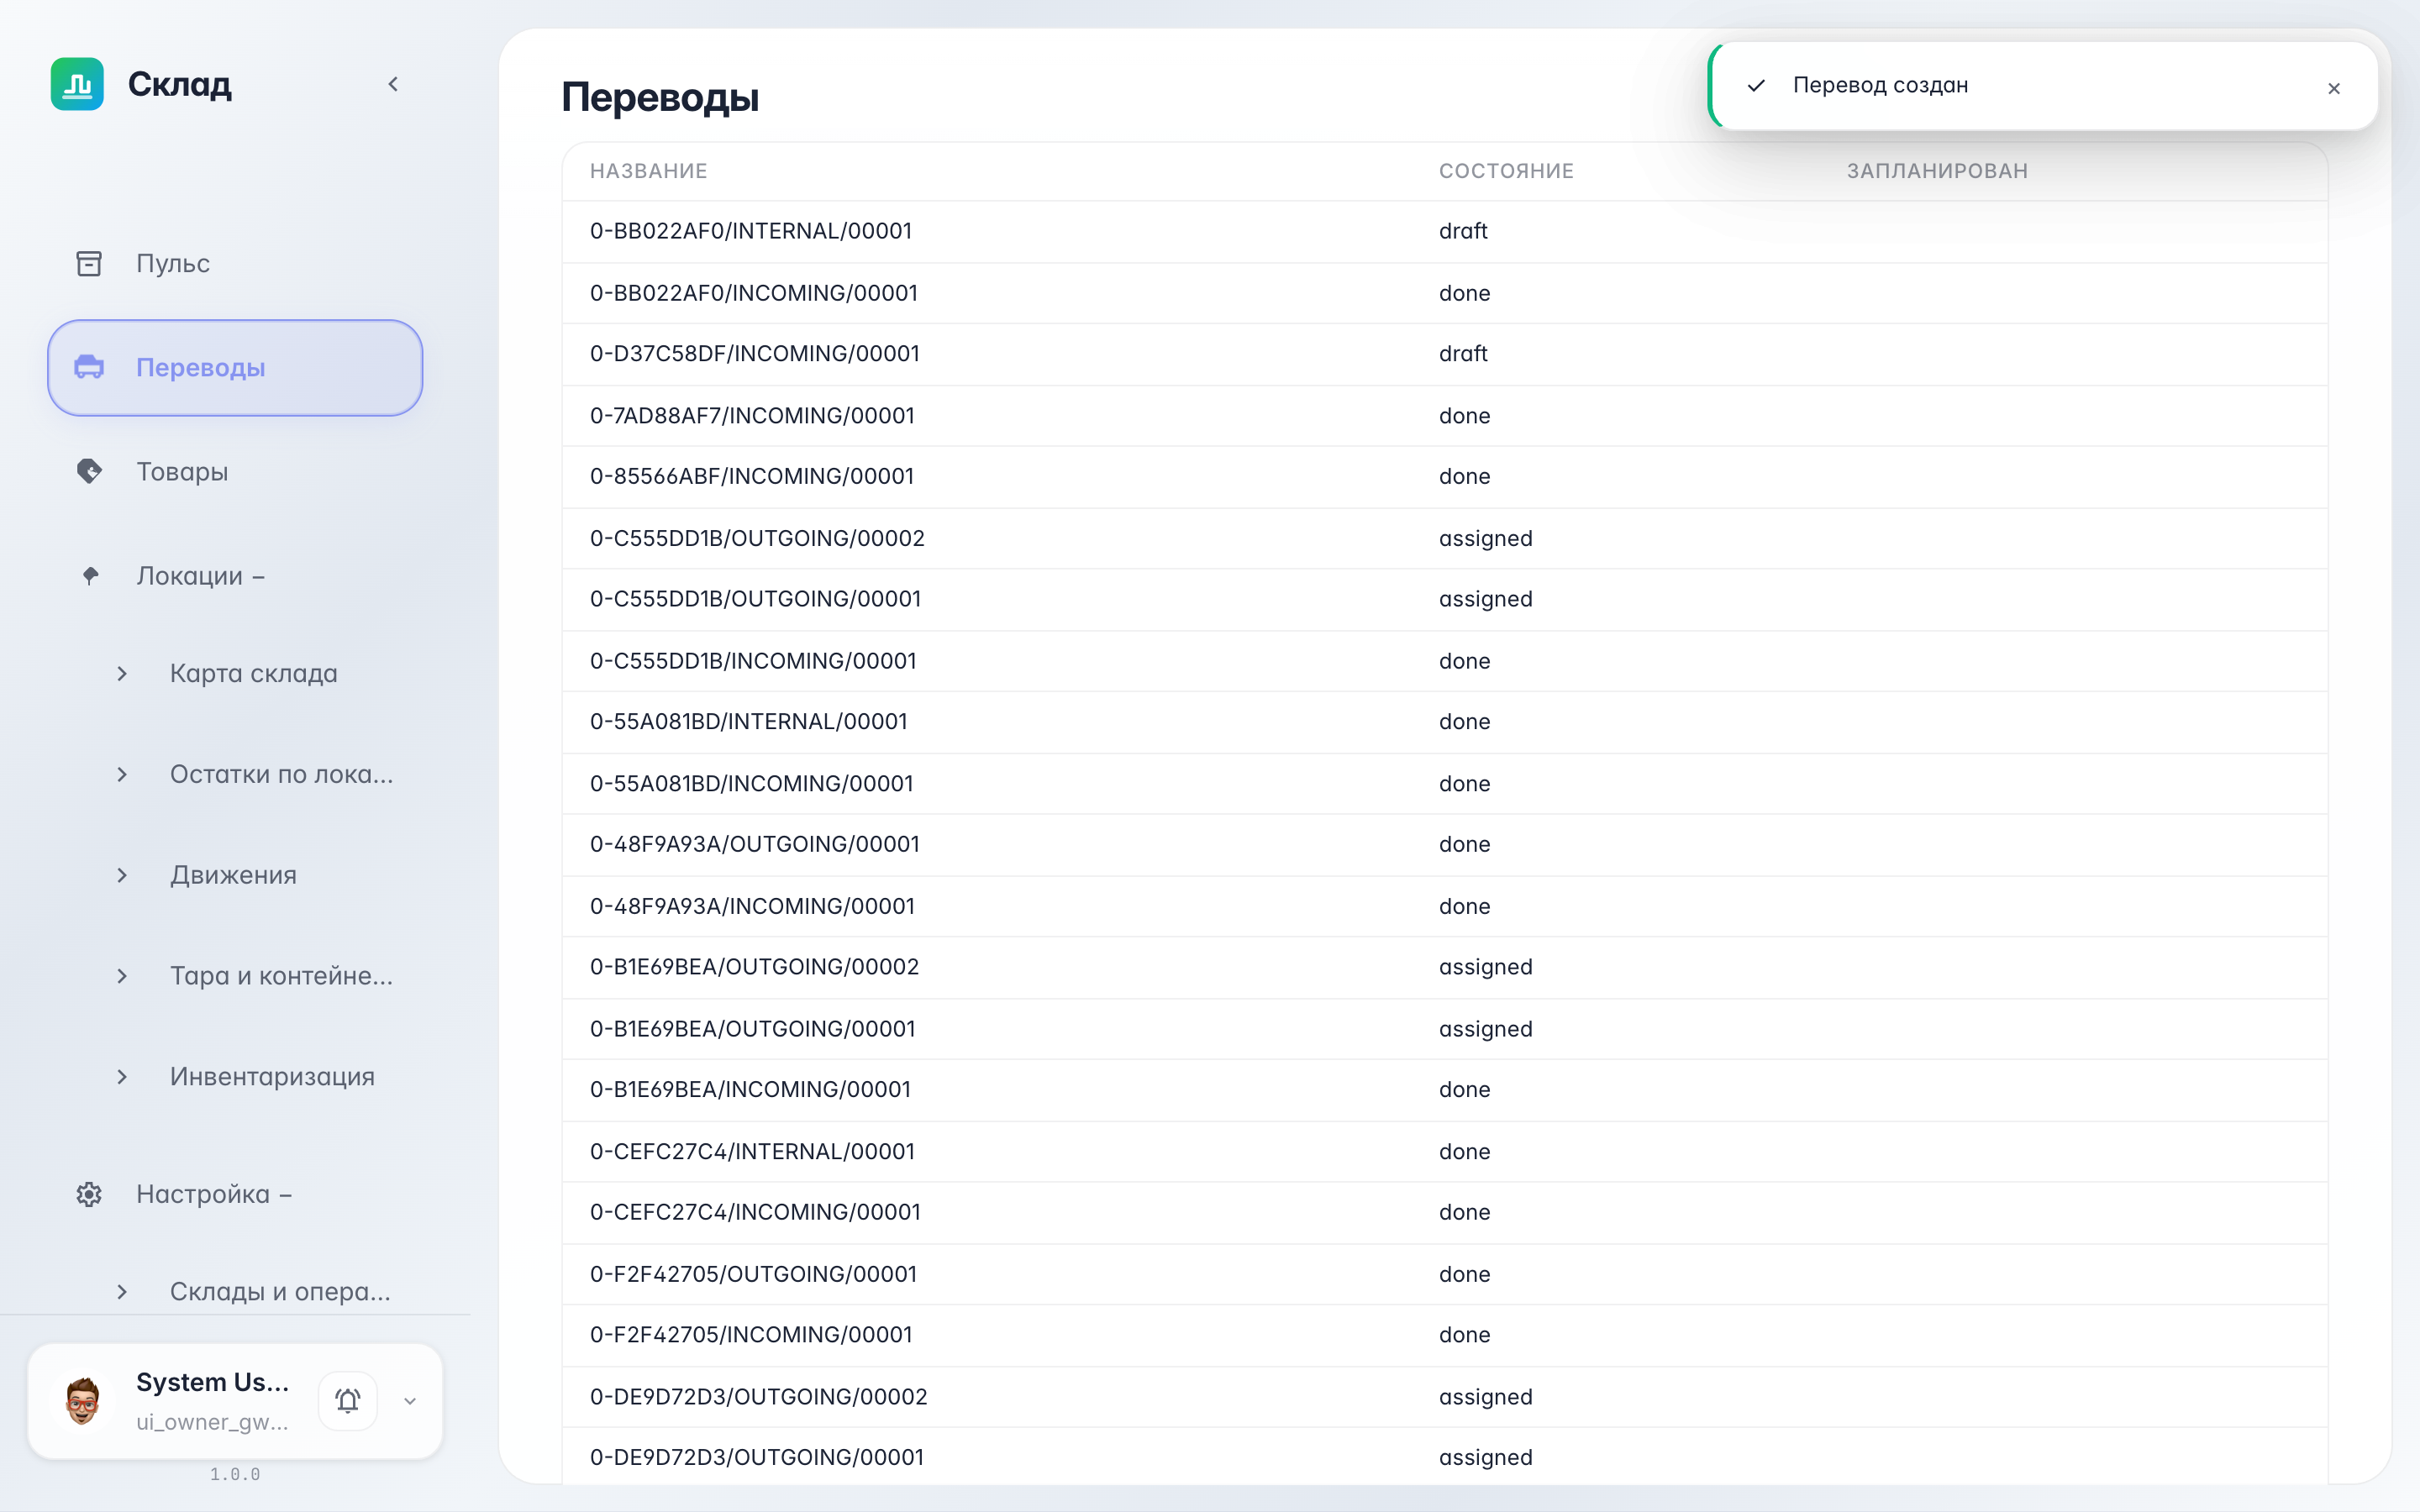 Склад
Пульс
Переводы
Товары
Локации –
Карта склада
Остатки по лока...
Движения
Тара и контейне...
Инвентаризация
Настройка –
Склады и опера...
System Us...
ui_owner_gw...
1.0.0
Переводы
Перевод создан
НАЗВАНИЕ СОСТОЯНИЕ ЗАПЛАНИРОВАН
0-BB022AF0/INTERNAL/00001 draft
0-BB022AF0/INCOMING/00001 done
0-D37C58DF/INCOMING/00001 draft
0-7AD88AF7/INCOMING/00001 done
0-85566ABF/INCOMING/00001 done
0-C555DD1B/OUTGOING/00002 assigned
0-C555DD1B/OUTGOING/00001 assigned
0-C555DD1B/INCOMING/00001 done
0-55A081BD/INTERNAL/00001 done
0-55A081BD/INCOMING/00001 done
0-48F9A93A/OUTGOING/00001 done
0-48F9A93A/INCOMING/00001 done
0-B1E69BEA/OUTGOING/00002 assigned
0-B1E69BEA/OUTGOING/00001 assigned
0-B1E69BEA/INCOMING/00001 done
0-CEFC27C4/INTERNAL/00001 done
0-CEFC27C4/INCOMING/00001 done
0-F2F42705/OUTGOING/00001 done
0-F2F42705/INCOMING/00001 done
0-DE9D72D3/OUTGOING/00002 assigned
0-DE9D72D3/OUTGOING/00001 assigned